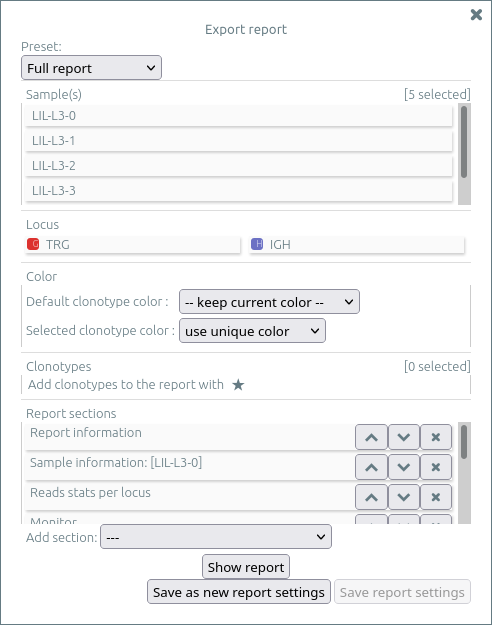 Export report
Preset:
Full report
Sample(s) [5 selected]
LIL-L3-0
LIL-L3-1
LIL-L3-2
LIL-L3-3
Locus
G TRG H IGH
Color
Default clonotype color : -- keep current color --
Selected clonotype color : use unique color
Clonotypes [0 selected]
Add clonotypes to the report with ★
Report sections
Report information
Sample information: [LIL-L3-0]
Reads stats per locus
Monitor
Add section: ---
Show report
Save as new report settings Save report settings